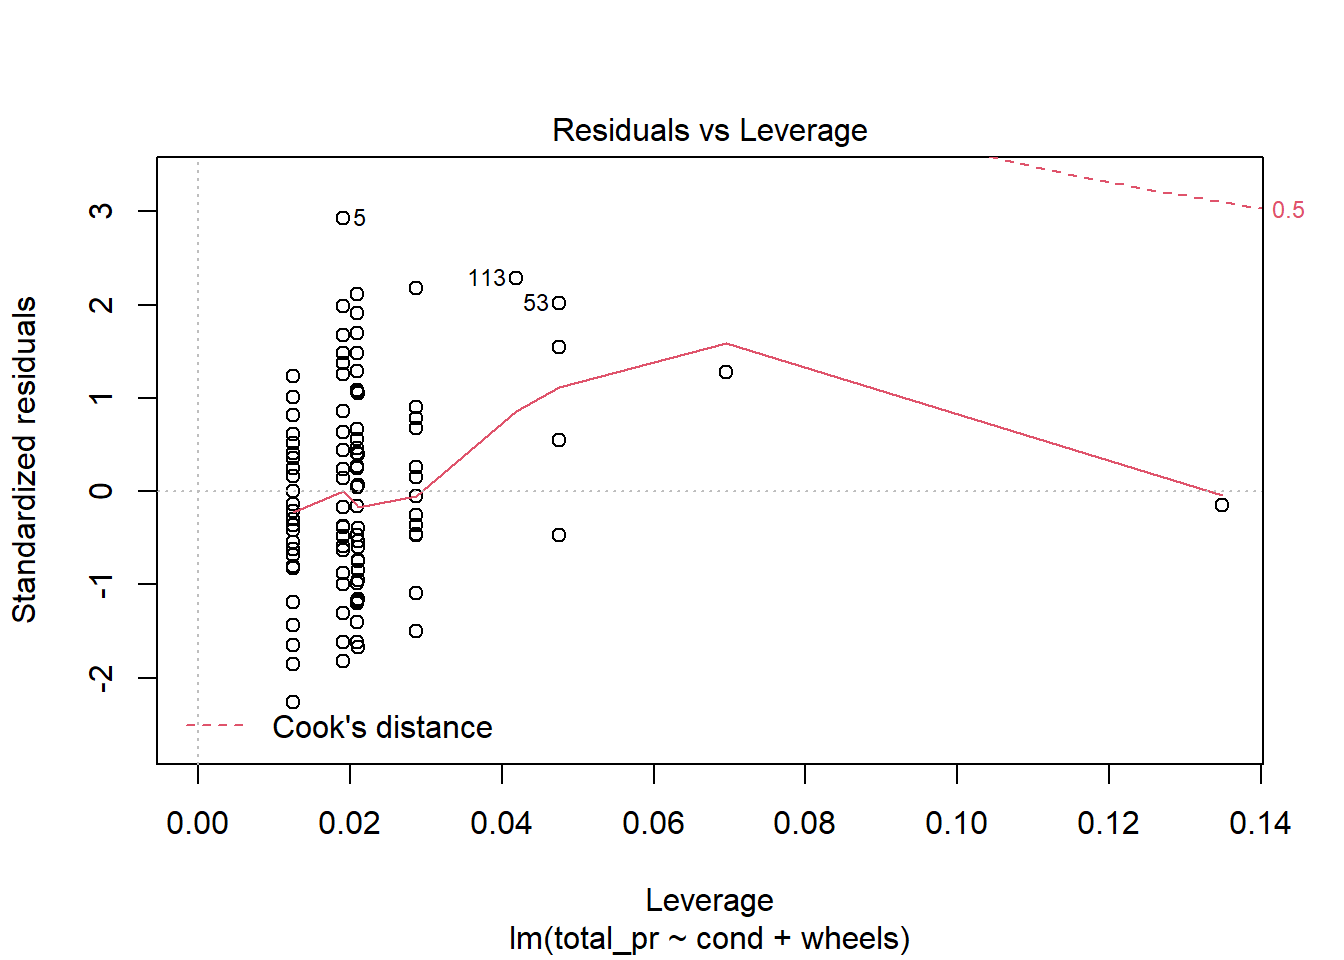 Residuals vs Leverage
Standardized residuals
3
2
1
0
-1
-2
5
113
53
0.5
Cook's distance
0.00 0.02 0.04 0.06 0.08 0.10 0.12 0.14
Leverage
lm(total_pr ~ cond + wheels)